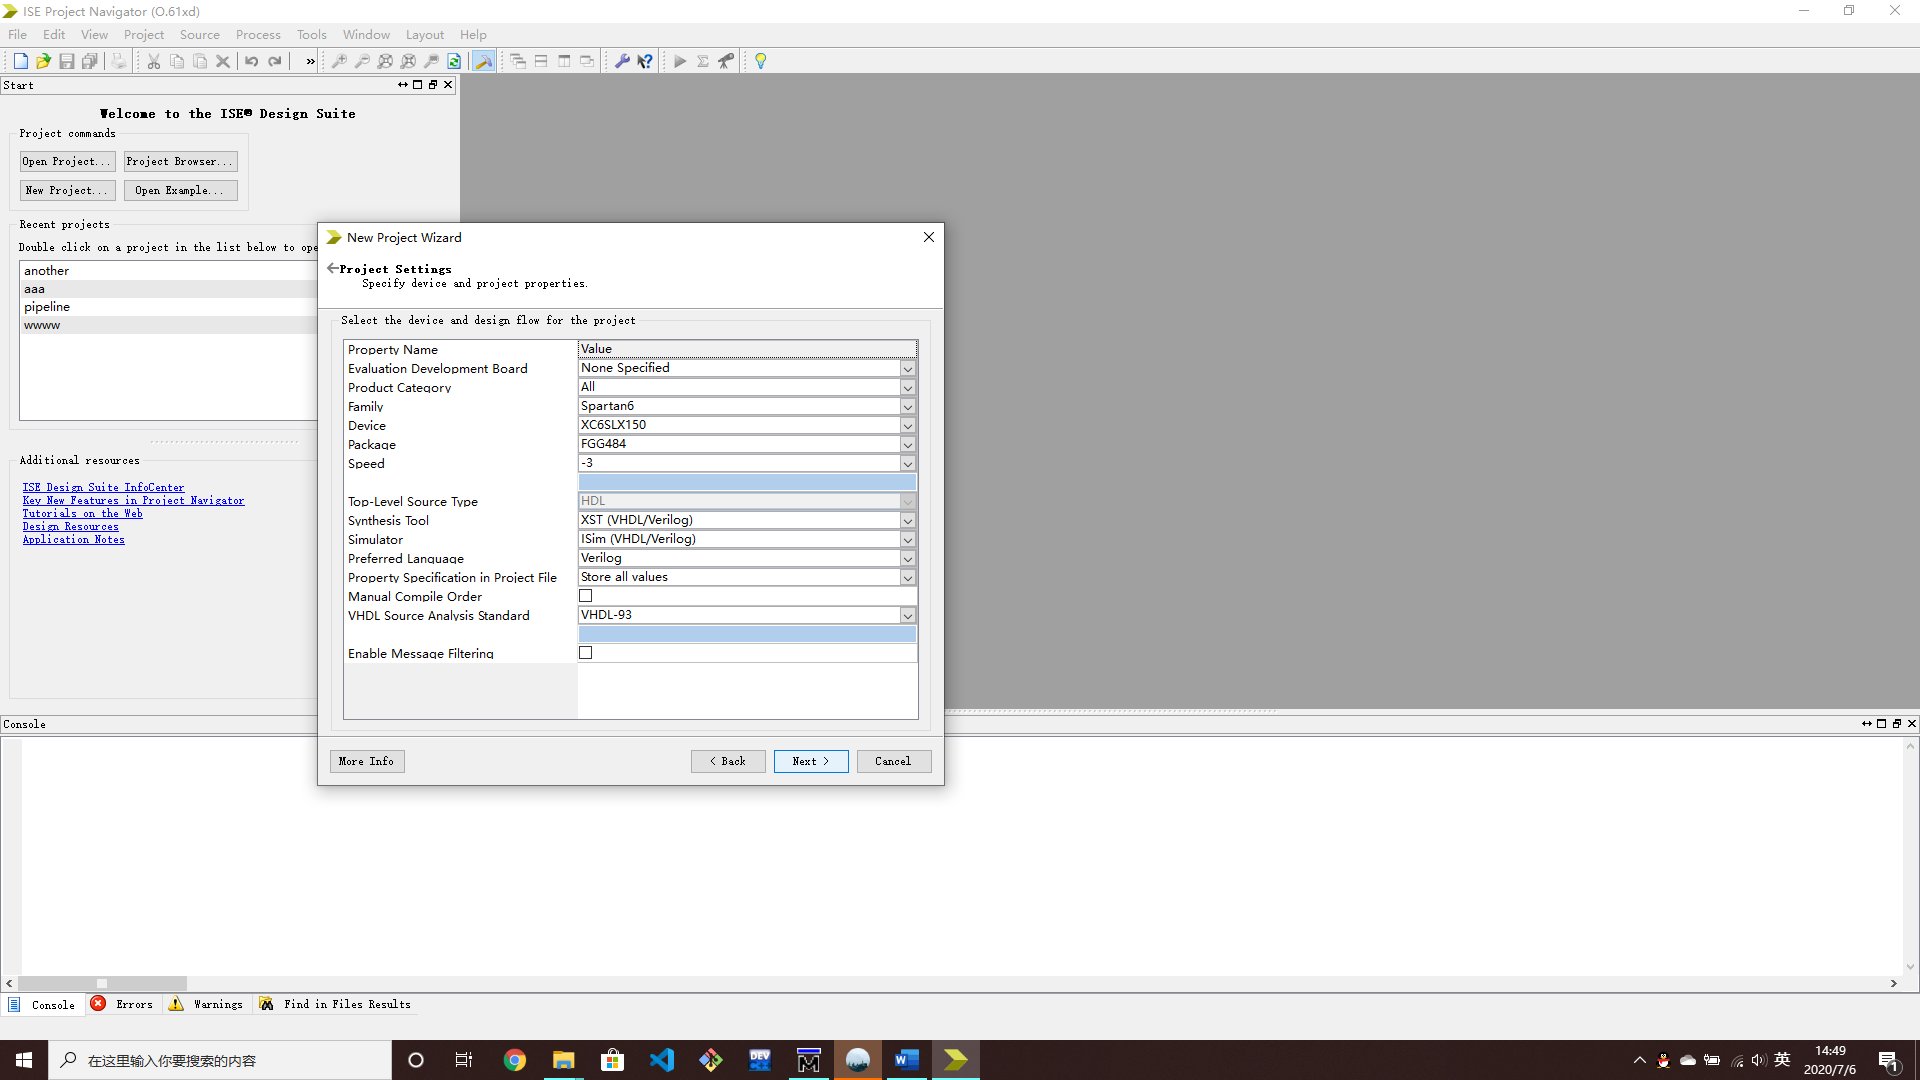 ISE Project Navigator (O.61xd)
File Edit View Project Source Process Tools Window Layout Help
Start
Welcome to the ISE® Design Suite
Project commands
Open Project... Project Browser...
New Project... Open Example...
Recent projects
Double click on a project in the list below to ope
another
aaa
pipeline
wwww
Additional resources
ISE Design Suite InfoCenter
Key New Features in Project Navigator
Tutorials on the Web
Design Resources
Application Notes
New Project Wizard
Project Settings
Specify device and project properties.
Select the device and design flow for the project
Property Name Value
Evaluation Development Board None Specified
Product Category All
Family Spartan6
Device XC6SLX150
Package FGG484
Speed -3
Top-Level Source Type HDL
Synthesis Tool XST (VHDL/Verilog)
Simulator ISim (VHDL/Verilog)
Preferred Language Verilog
Property Specification in Project File Store all values
Manual Compile Order
VHDL Source Analysis Standard VHDL-93
Enable Message Filtering
More Info < Back Next > Cancel
Console
Console Errors Warnings Find in Files Results
在这里输入你要搜索的内容
DEV
英
14:49
2020/7/6
1